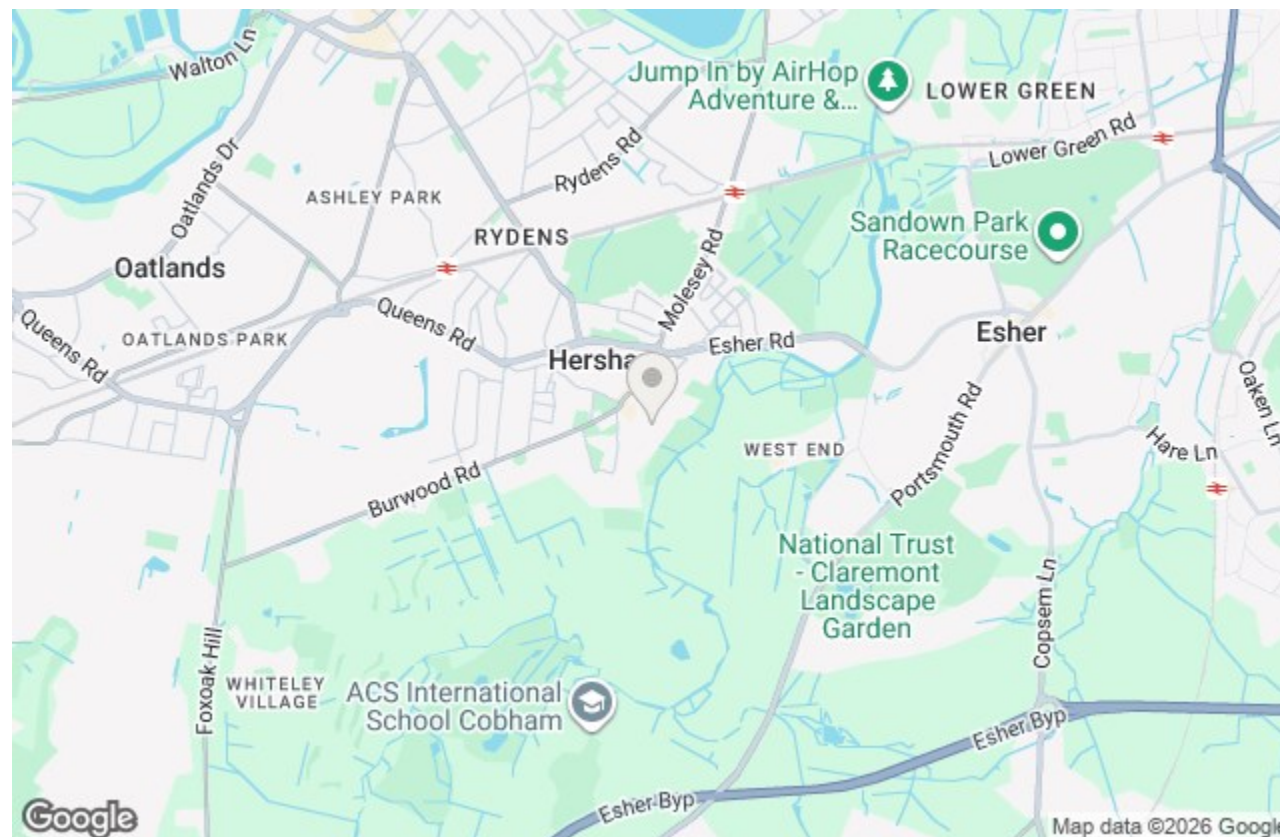 Walton Ln
Jump In by AirHop
Adventure &...
LOWER GREEN
Lower Green Rd
Rydens Rd
Oatlands Dr
ASHLEY PARK
RYDENS
Sandown Park
Racecourse
Oatlands
Molesey Rd
Queens Rd
Queens Rd
OATLANDS PARK
Esher Rd
Esher
Hersha
Oaken Ln
Portsmouth Rd
Hare Ln
WEST END
Burwood Rd
National Trust
- Claremont
Landscape
Garden
Copsem Ln
Foxoak Hill
WHITELEY
VILLAGE
ACS International
School Cobham
Esher Byp
Esher Byp
Google
Map data ©2026 Google